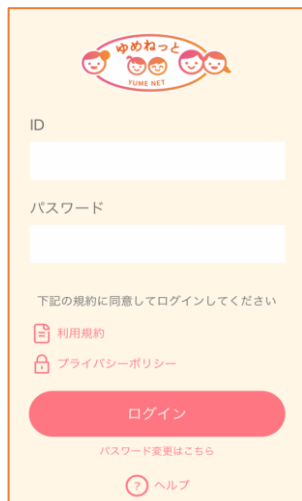 ゆめねっと
YUME NET
ID
パスワード
下記の規約に同意してログインしてください
利用規約
プライバシーポリシー
ログイン
パスワード変更はこちら
? ヘルプ